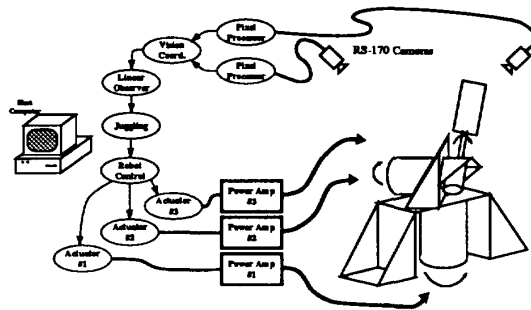 Pixel
Processor
Vision
Coord.
Pixel
Processor
RS-170 Cameras
Linear
Observer
Host
Computer
Juggling
Robot
Control
Actuator
#3
Power Amp
#3
Actuator
#2
Power Amp
#2
Actuator
#1
Power Amp
#1